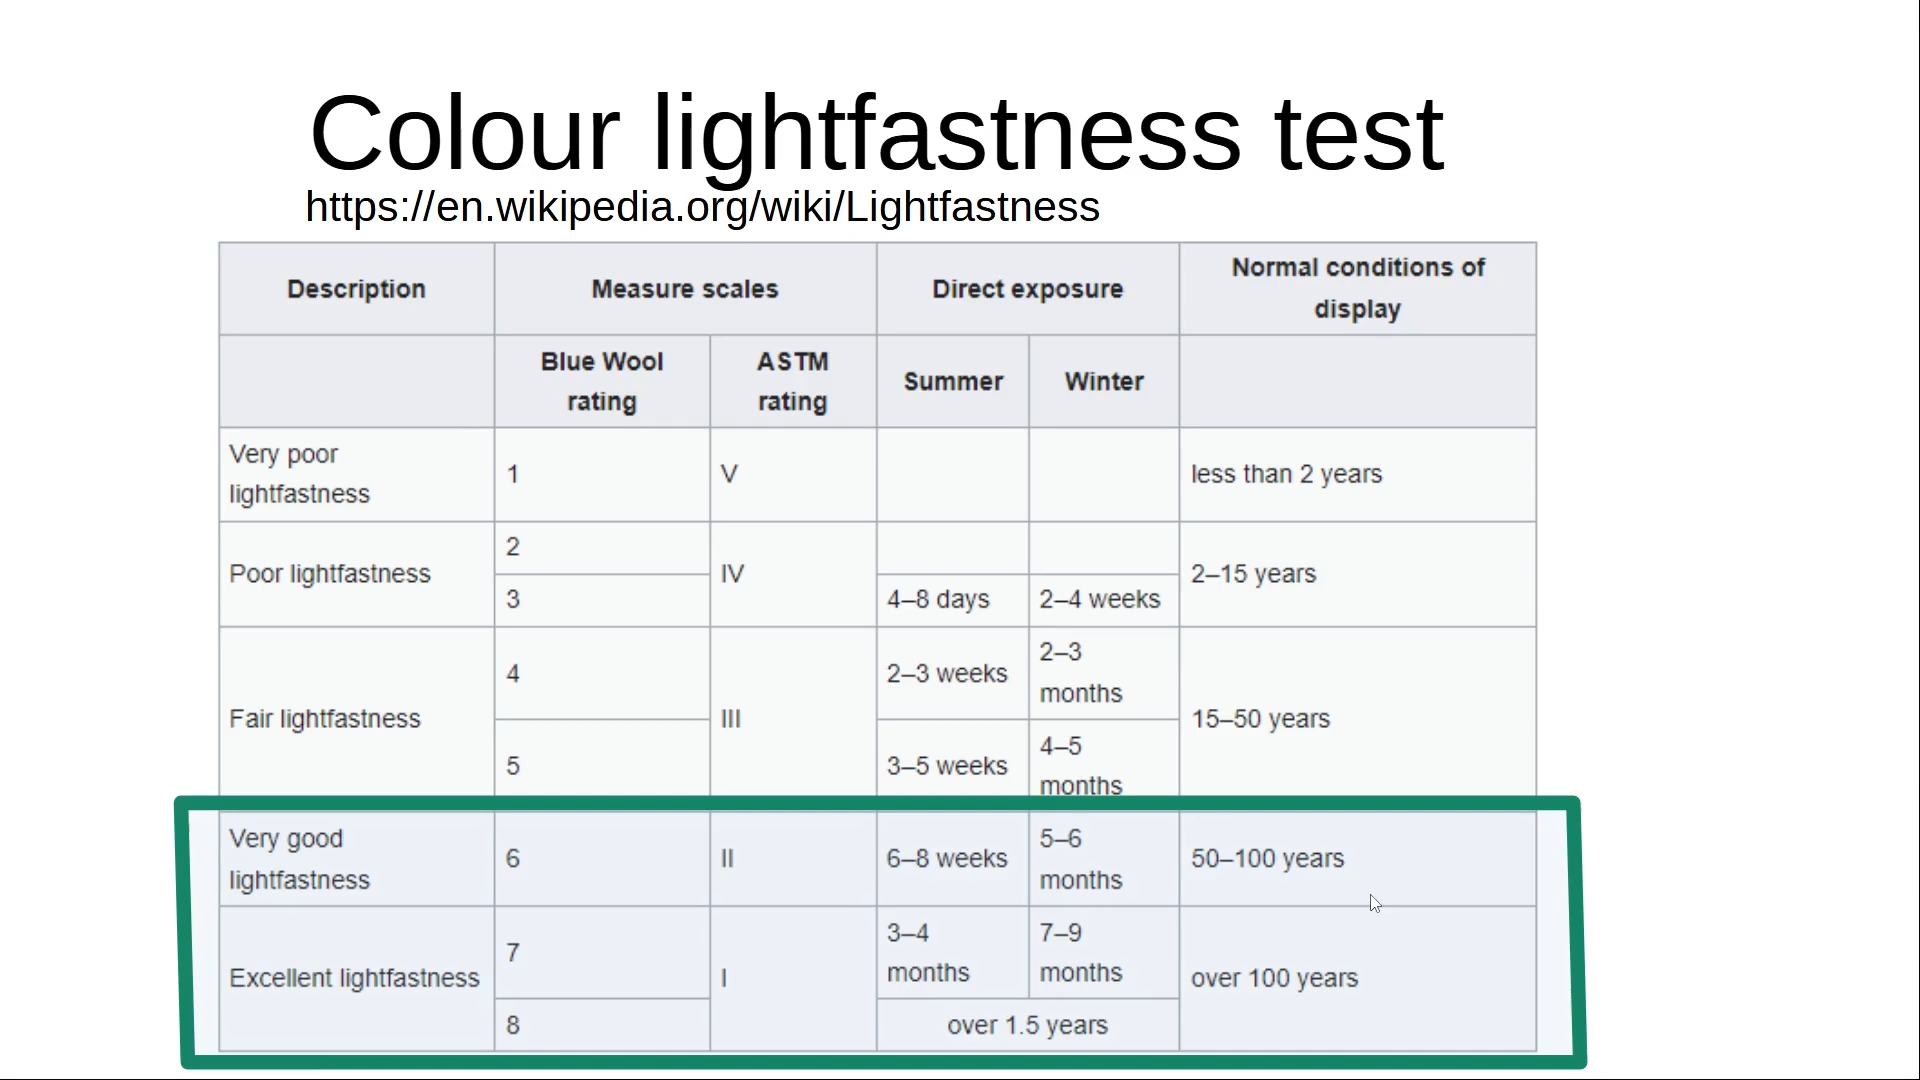 Colour lightfastness test
https://en.wikipedia.org/wiki/Lightfastness
Description
Measure scales
Direct exposure
Normal conditions of
display
Blue Wool
rating
ASTM
rating
Summer
Winter
Very poor
lightfastness
1
V
less than 2 years
Poor lightfastness
2
IV
2–15 years
3
4–8 days
2–4 weeks
Fair lightfastness
4
III
2–3 weeks
2–3
months
15–50 years
5
3–5 weeks
4–5
months
Very good
lightfastness
6
II
6–8 weeks
5–6
months
50–100 years
Excellent lightfastness
7
I
3–4
months
7–9
months
over 100 years
8
over 1.5 years